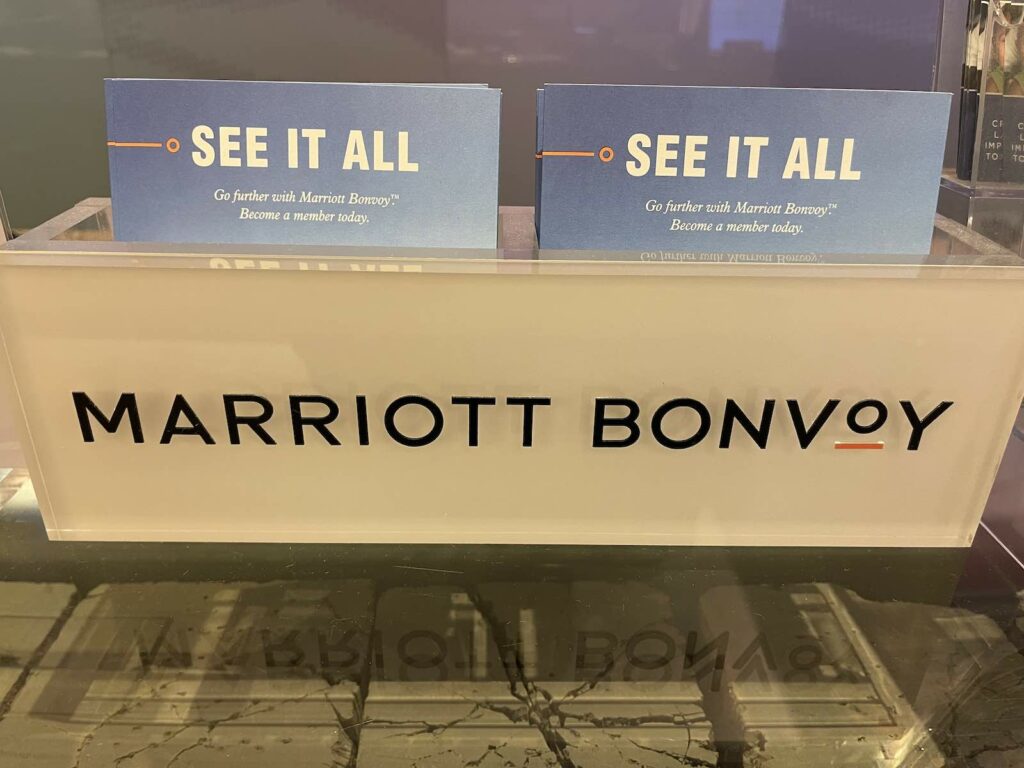 SEE IT ALL
Go further with Marriott Bonvoy.™
Become a member today.
SEE IT ALL
Go further with Marriott Bonvoy.™
Become a member today.
MARRIOTT BONVOY